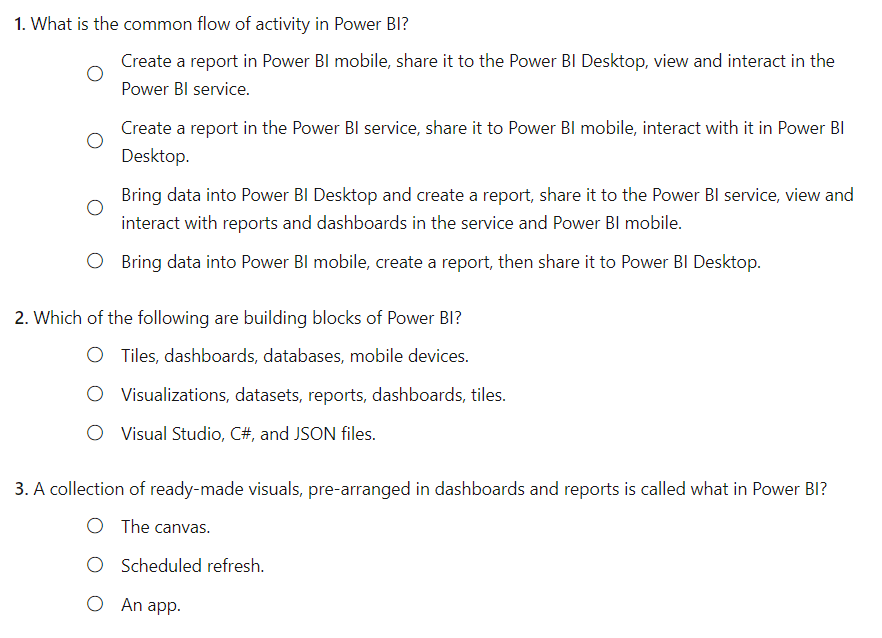 1. What is the common flow of activity in Power BI?
Create a report in Power BI mobile, share it to the Power BI Desktop, view and interact in the
Power BI service.
Create a report in the Power BI service, share it to Power BI mobile, interact with it in Power BI
Desktop.
Bring data into Power BI Desktop and create a report, share it to the Power BI service, view and
interact with reports and dashboards in the service and Power BI mobile.
Bring data into Power BI mobile, create a report, then share it to Power BI Desktop.
2. Which of the following are building blocks of Power BI?
Tiles, dashboards, databases, mobile devices.
Visualizations, datasets, reports, dashboards, tiles.
Visual Studio, C#, and JSON files.
3. A collection of ready-made visuals, pre-arranged in dashboards and reports is called what in Power BI?
The canvas.
Scheduled refresh.
An app.